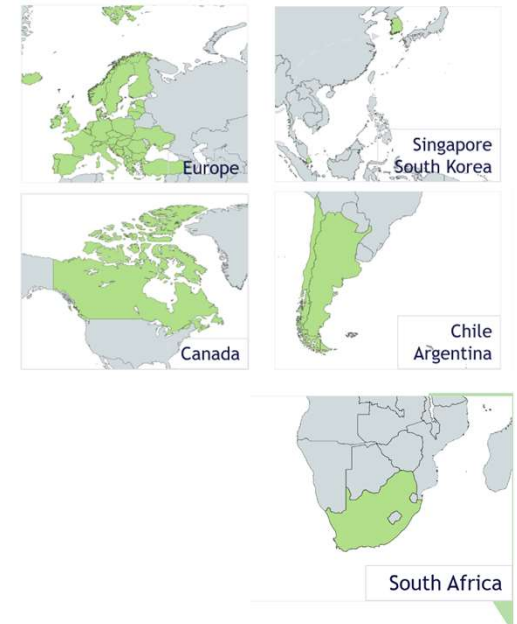 Europe
Singapore
South Korea
Canada
Chile
Argentina
South Africa